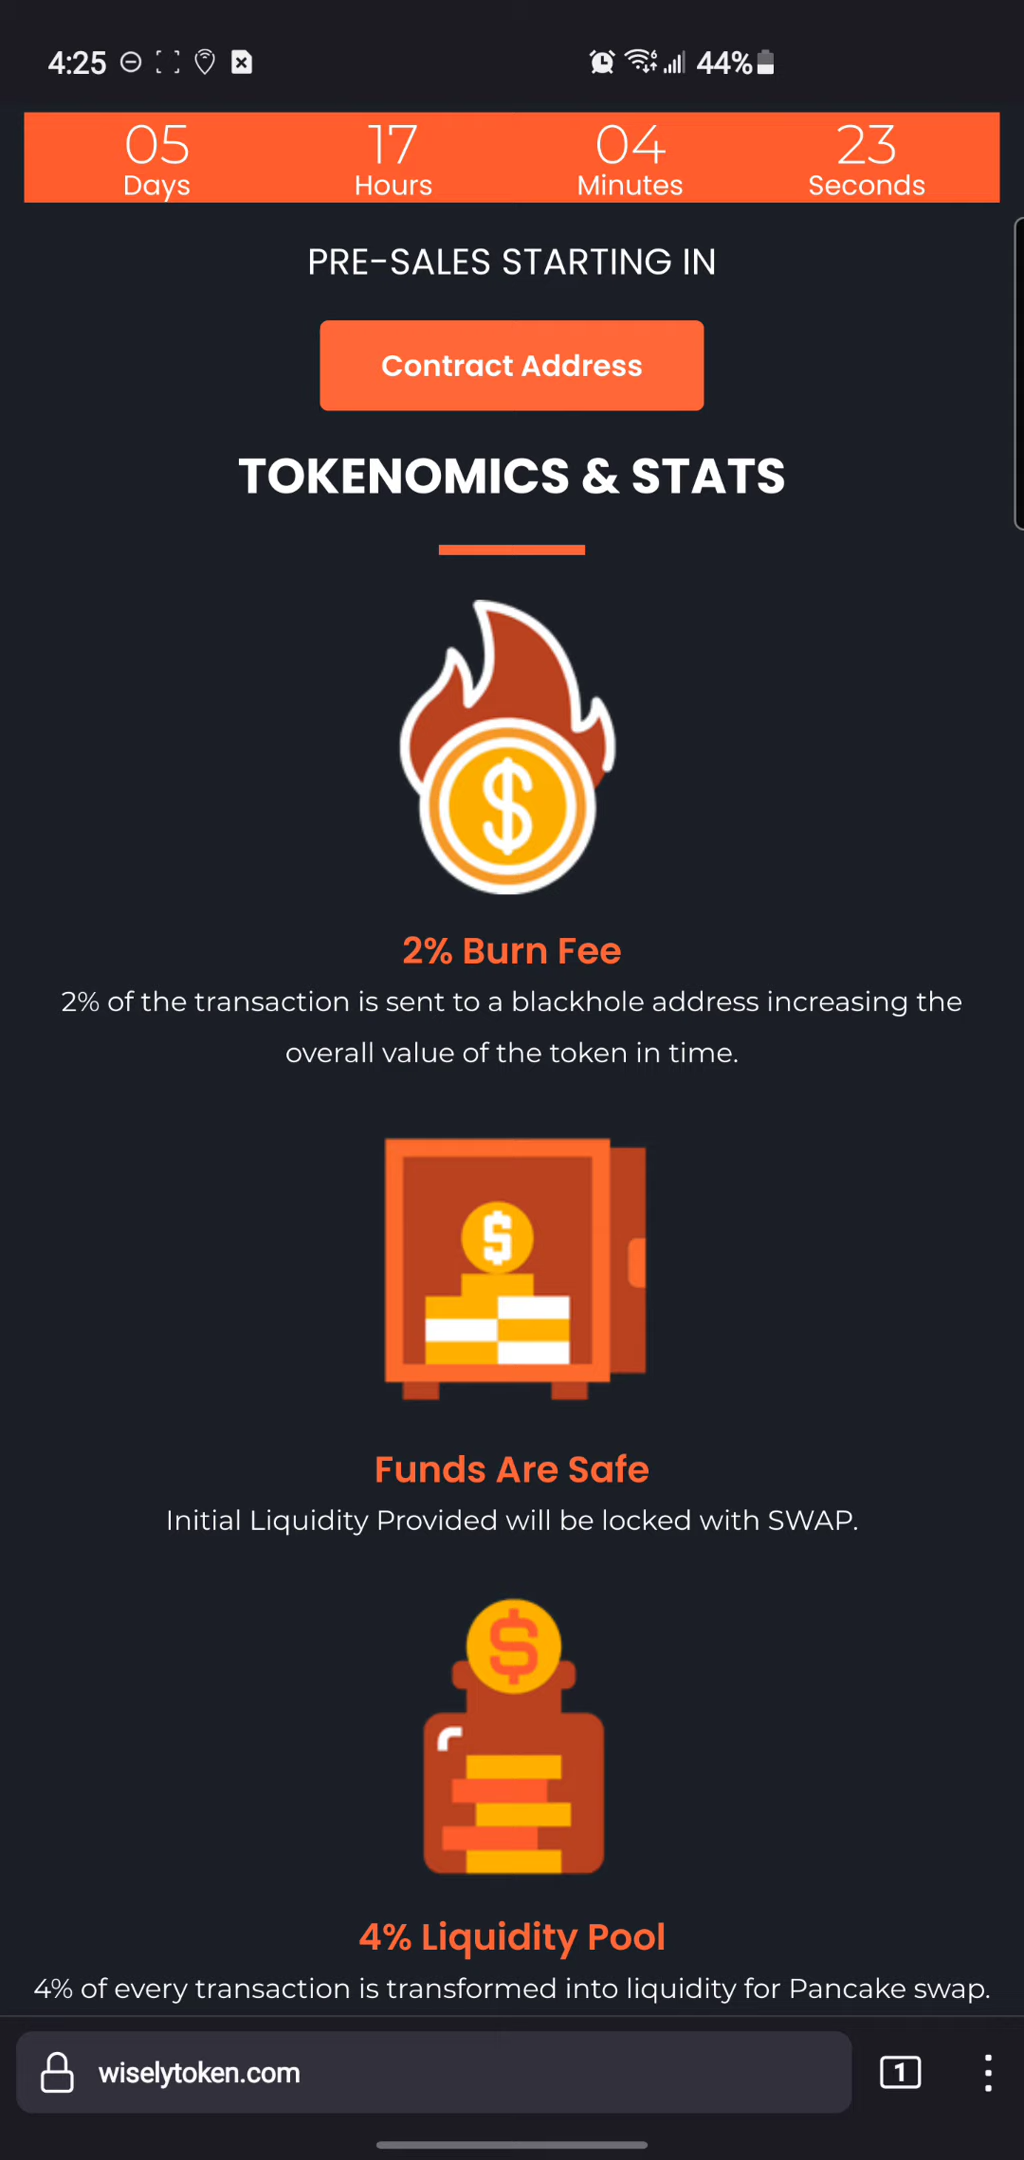 4:25
44%
05 17 04 23
Days Hours Minutes Seconds
PRE-SALES STARTING IN
Contract Address
TOKENOMICS & STATS
$
2% Burn Fee
2% of the transaction is sent to a blackhole address increasing the
overall value of the token in time.
$
Funds Are Safe
Initial Liquidity Provided will be locked with SWAP.
$
4% Liquidity Pool
4% of every transaction is transformed into liquidity for Pancake swap.
wiselytoken.com
1